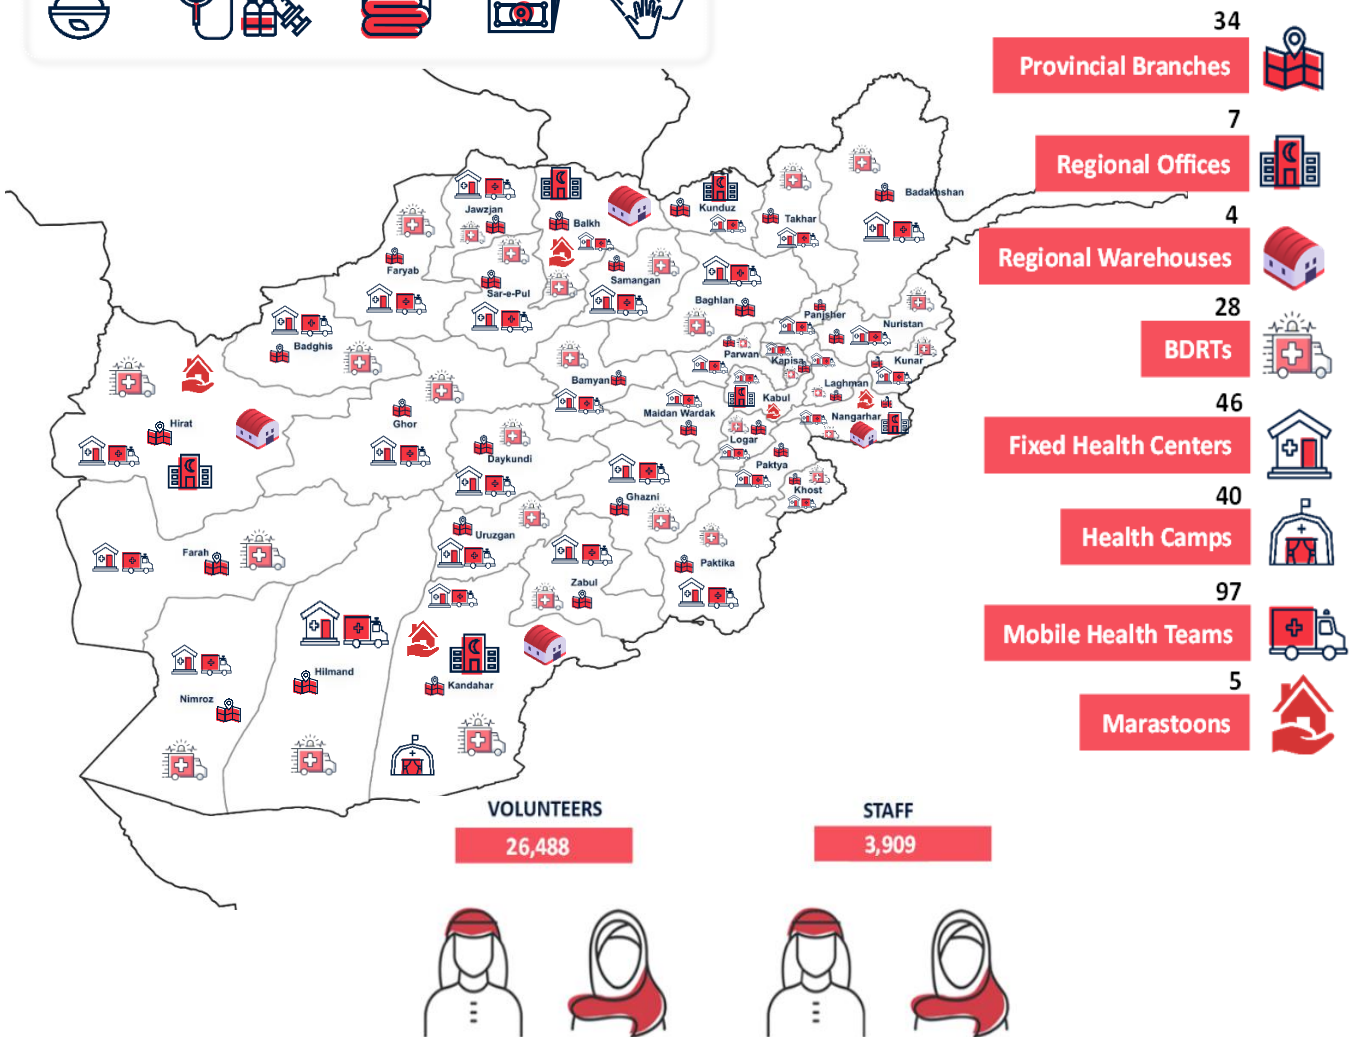 34
Provincial Branches
7
Regional Offices
4
Regional Warehouses
28
BDRTs
46
Fixed Health Centers
40
Health Camps
97
Mobile Health Teams
5
Marastoons
Badakhshan
Jawzjan
Kunduz
Balkh
Takhar
Faryab
Samangan
Sar-e-Pul
Baghlan
Panjsher
Nuristan
Badghis
Parwan
Kapisa
Kunar
Bamyan
Laghman
Kabul
Maidan Wardak
Nangarhar
Hirat
Ghor
Logar
Daykundi
Paktya
Khost
Ghazni
Uruzgan
Farah
Paktika
Zabul
Hilmand
Kandahar
Nimroz
VOLUNTEERS
26,488
STAFF
3,909